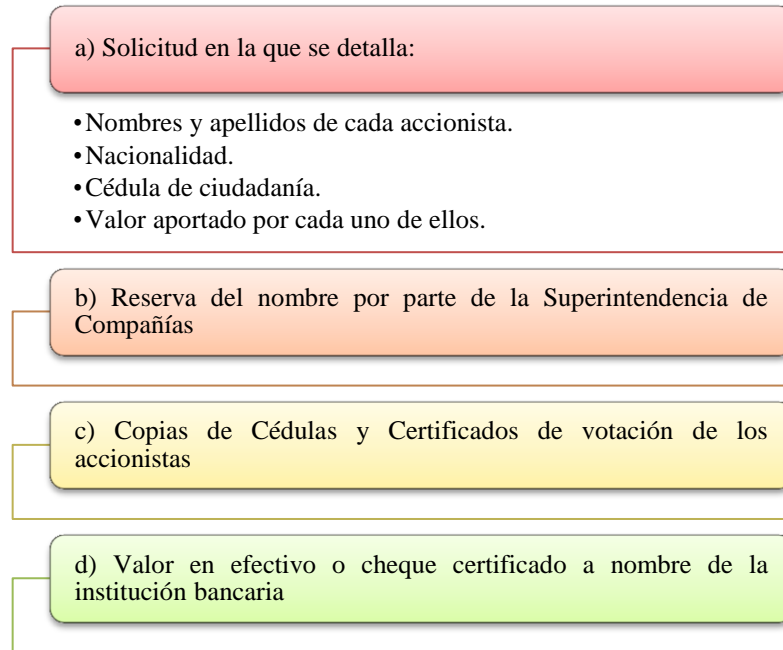 a) Solicitud en la que se detalla:
•Nombres y apellidos de cada accionista.
•Nacionalidad.
•Cédula de ciudadanía.
•Valor aportado por cada uno de ellos.
b) Reserva del nombre por parte de la Superintendencia de
Compañías
c) Copias de Cédulas y Certificados de votación de los
accionistas
d) Valor en efectivo o cheque certificado a nombre de la
institución bancaria